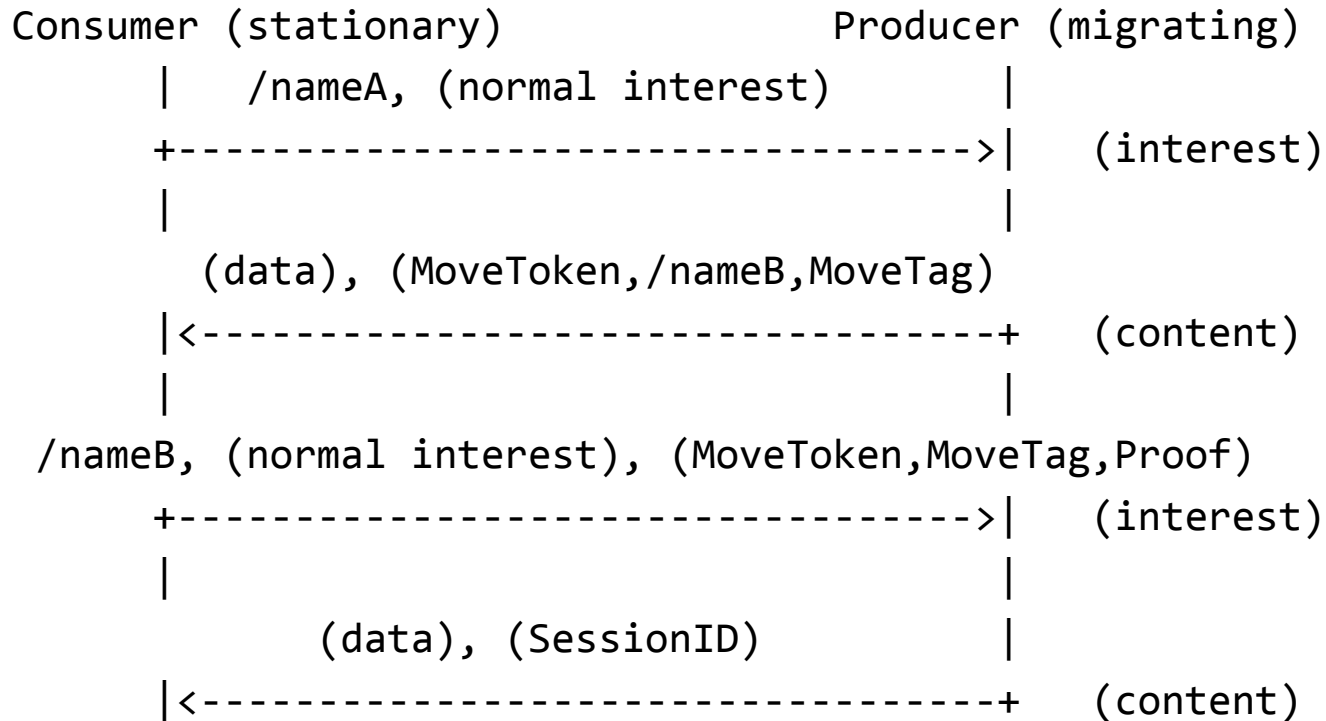 Consumer (stationary)                Producer (migrating)
      |   /nameA, (normal interest)       |
      +---------------------------------->|   (interest)
      |                                   |
        (data), (MoveToken,/nameB,MoveTag)
      |<----------------------------------+   (content)
      |                                   |
 /nameB, (normal interest), (MoveToken,MoveTag,Proof)
      +---------------------------------->|   (interest)
      |                                   |
             (data), (SessionID)          |
      |<----------------------------------+   (content)